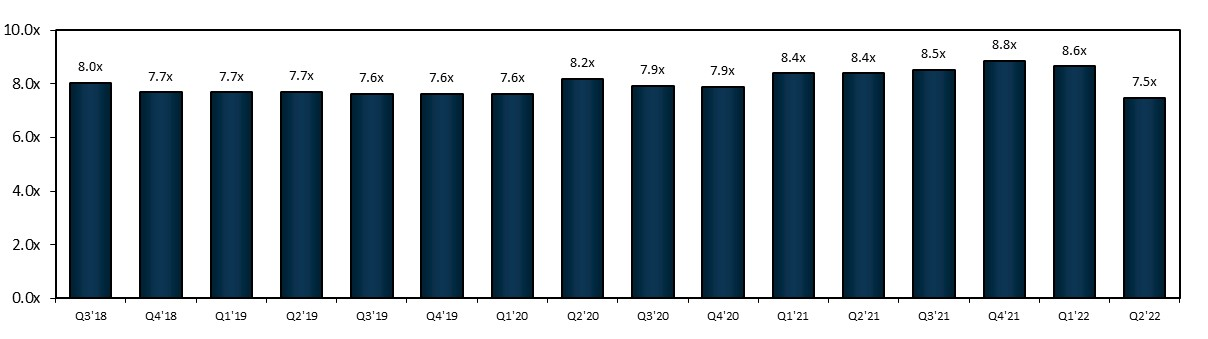 10.0x
8.0x
6.0x
4.0x
2.0x
0.0x
8.0x 7.7x 7.7x 7.7x 7.6x 7.6x 7.6x 8.2x 7.9x 7.9x 8.4x 8.4x 8.5x 8.8x 8.6x 7.5x
Q3'18 Q4'18 Q1'19 Q2'19 Q3'19 Q4'19 Q1'20 Q2'20 Q3'20 Q4'20 Q1'21 Q2'21 Q3'21 Q4'21 Q1'22 Q2'22